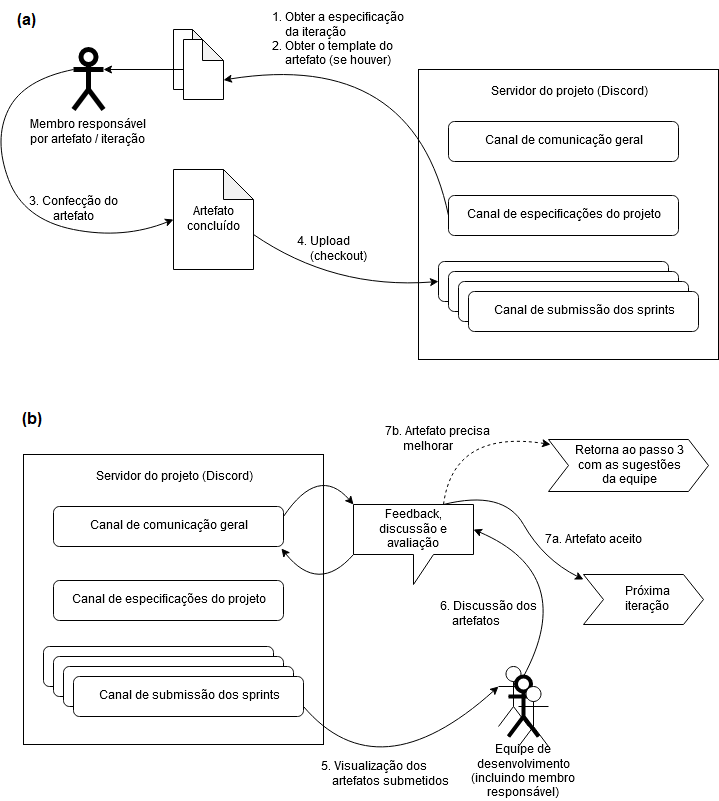 (a)
1. Obter a especificação
da iteração
2. Obter o template do
artefato (se houver)
Membro responsável
por artefato / iteração
3. Confecção do
artefato
Artefato
concluído
4. Upload
(checkout)
Servidor do projeto (Discord)
Canal de comunicação geral
Canal de especificações do projeto
Canal de submissão dos sprints
(b)
Servidor do projeto (Discord)
Canal de comunicação geral
Canal de especificações do projeto
Canal de submissão dos sprints
5. Visualização dos
artefatos submetidos
Equipe de
desenvolvimento
(incluindo membro
responsável)
6. Discussão dos
artefatos
Feedback,
discussão e
avaliação
7b. Artefato precisa
melhorar
Retorna ao passo 3
com as sugestões
da equipe
7a. Artefato aceito
Próxima
iteração